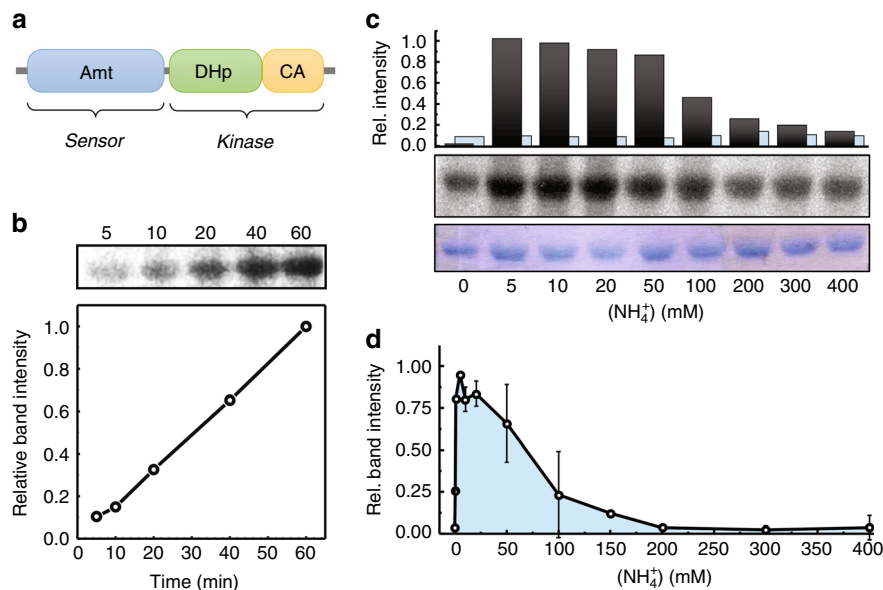 a
Amt DHp CA
Sensor Kinase
b
5 10 20 40 60
Relative band intensity
1.0
0.8
0.6
0.4
0.2
0.0
0 10 20 30 40 50 60
Time (min)
c
Rel. intensity
1.0
0.8
0.6
0.4
0.2
0.0
0 5 10 20 50 100 200 300 400
(NH₄⁺) (mM)
d
Rel. band intensity
1.00
0.75
0.25
0.00
0 50 100 150 200 250 300 350 400
(NH₄⁺) (mM)